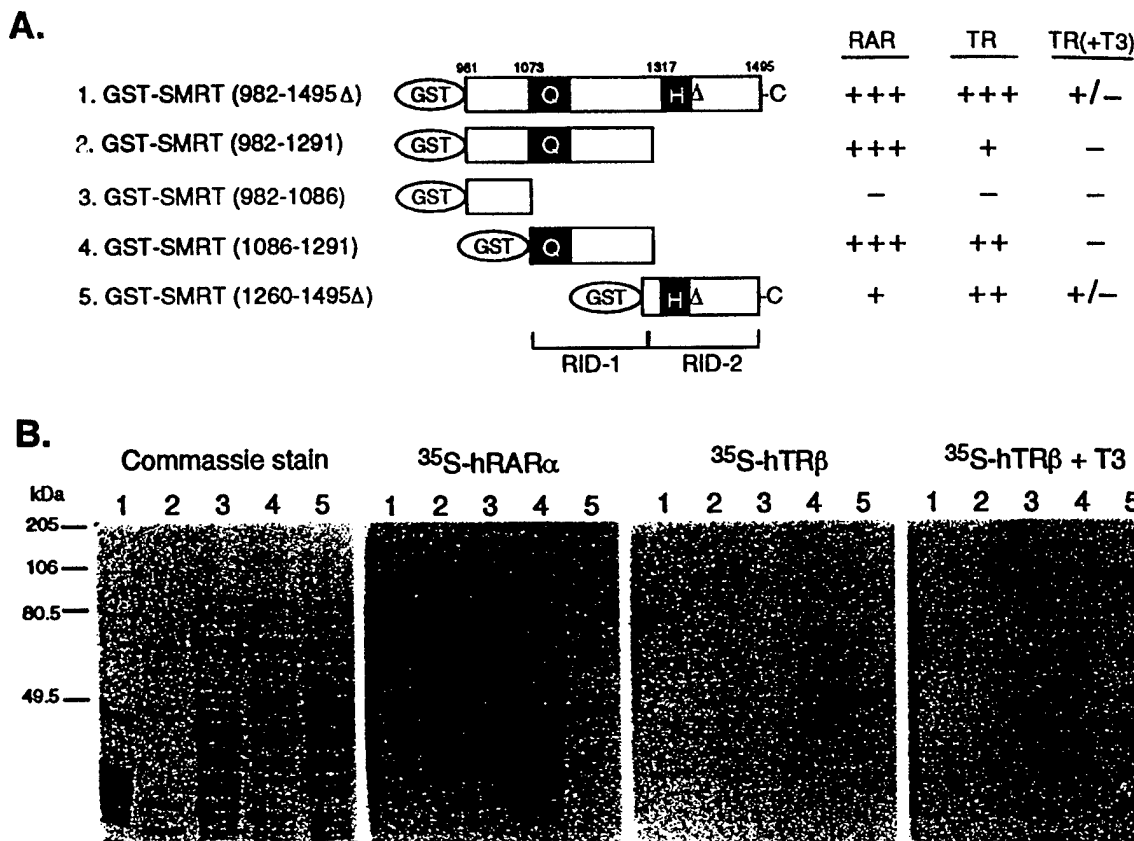 A.
RAR TR TR(+T3)
981 1073 1317 1495
1. GST-SMRT (982-1495Δ) GST Q H Δ -C +++ +++ +/−
2. GST-SMRT (982-1291) GST Q +++ + −
3. GST-SMRT (982-1086) GST − − −
4. GST-SMRT (1086-1291) GST Q +++ ++ −
5. GST-SMRT (1260-1495Δ) GST H Δ -C + ++ +/−
RID-1 RID-2
B.
Commassie stain ³⁵S-hRARα ³⁵S-hTRβ ³⁵S-hTRβ + T3
kDa 1 2 3 4 5 1 2 3 4 5 1 2 3 4 5 1 2 3 4 5
205
106
80.5
49.5